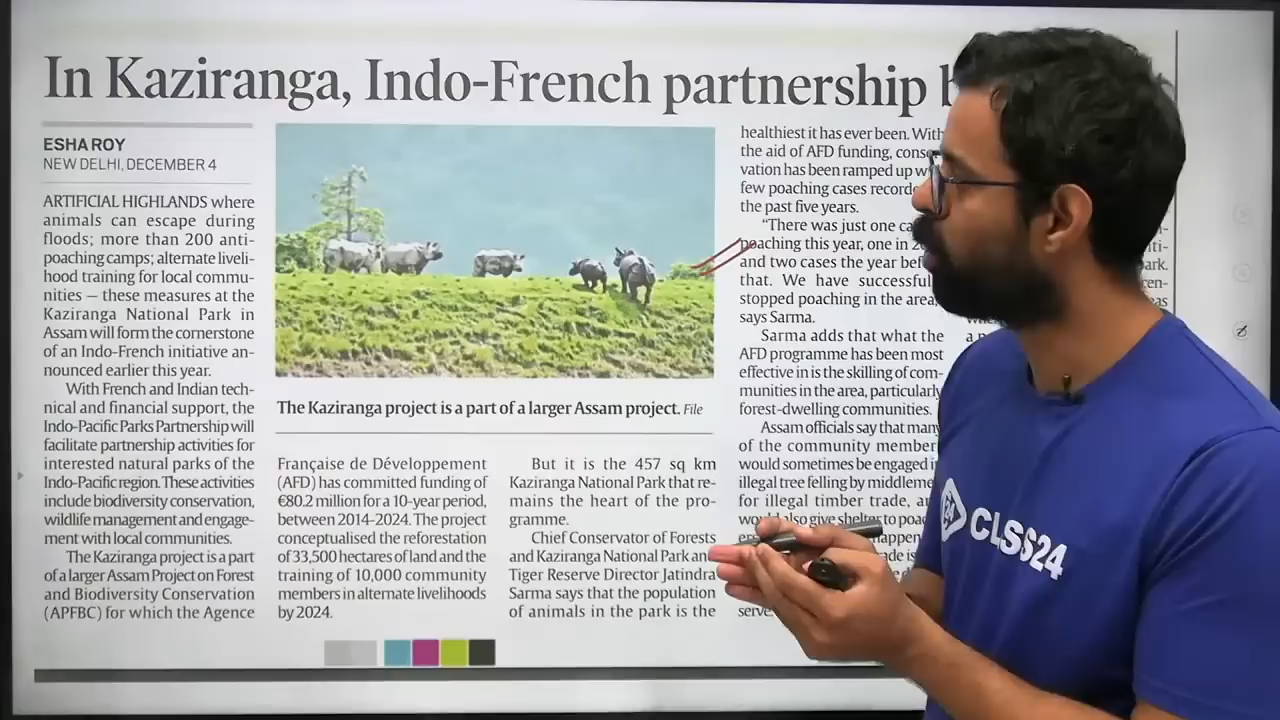 In Kaziranga, Indo-French partnership
ESHA ROY
NEW DELHI, DECEMBER 4
ARTIFICIAL HIGHLANDS where
animals can escape during
floods; more than 200 anti-
poaching camps; alternate liveli-
hood training for local commu-
nities — these measures at the
Kaziranga National Park in
Assam will form the cornerstone
of an Indo-French initiative an-
nounced earlier this year.
With French and Indian tech-
nical and financial support, the
Indo-Pacific Parks Partnership will
facilitate partnership activities for
interested natural parks of the
Indo-Pacific region. These activities
include biodiversity conservation,
wildlife management and engage-
ment with local communities.
The Kaziranga project is a part
of a larger Assam Project on Forest
and Biodiversity Conservation
(APFBC) for which the Agence
The Kaziranga project is a part of a larger Assam project. File
Française de Développement
(AFD) has committed funding of
€80.2 million for a 10-year period,
between 2014-2024. The project
conceptualised the reforestation
of 33,500 hectares of land and the
training of 10,000 community
members in alternate livelihoods
by 2024.
But it is the 457 sq km
Kaziranga National Park that re-
mains the heart of the pro-
gramme.
Chief Conservator of Forests
and Kaziranga National Park an
Tiger Reserve Director Jatindra
Sarma says that the population
of animals in the park is the
healthiest it has ever been. With
the aid of AFD funding, conse
vation has been ramped up w
few poaching cases recorde
the past five years.
"There was just one ca
poaching this year, one in 20
and two cases the year bef
that. We have successful
stopped poaching in the area,
says Sarma.
Sarma adds that what the
AFD programme has been most
effective in is the skilling of com-
munities in the area, particularly
forest-dwelling communities.
Assam officials say that many
of the community member
would sometimes be engaged i
illegal tree felling by middleme
for illegal timber trade, a
would also give shelter to poac
happen
ade is
serve
24 CLSS24